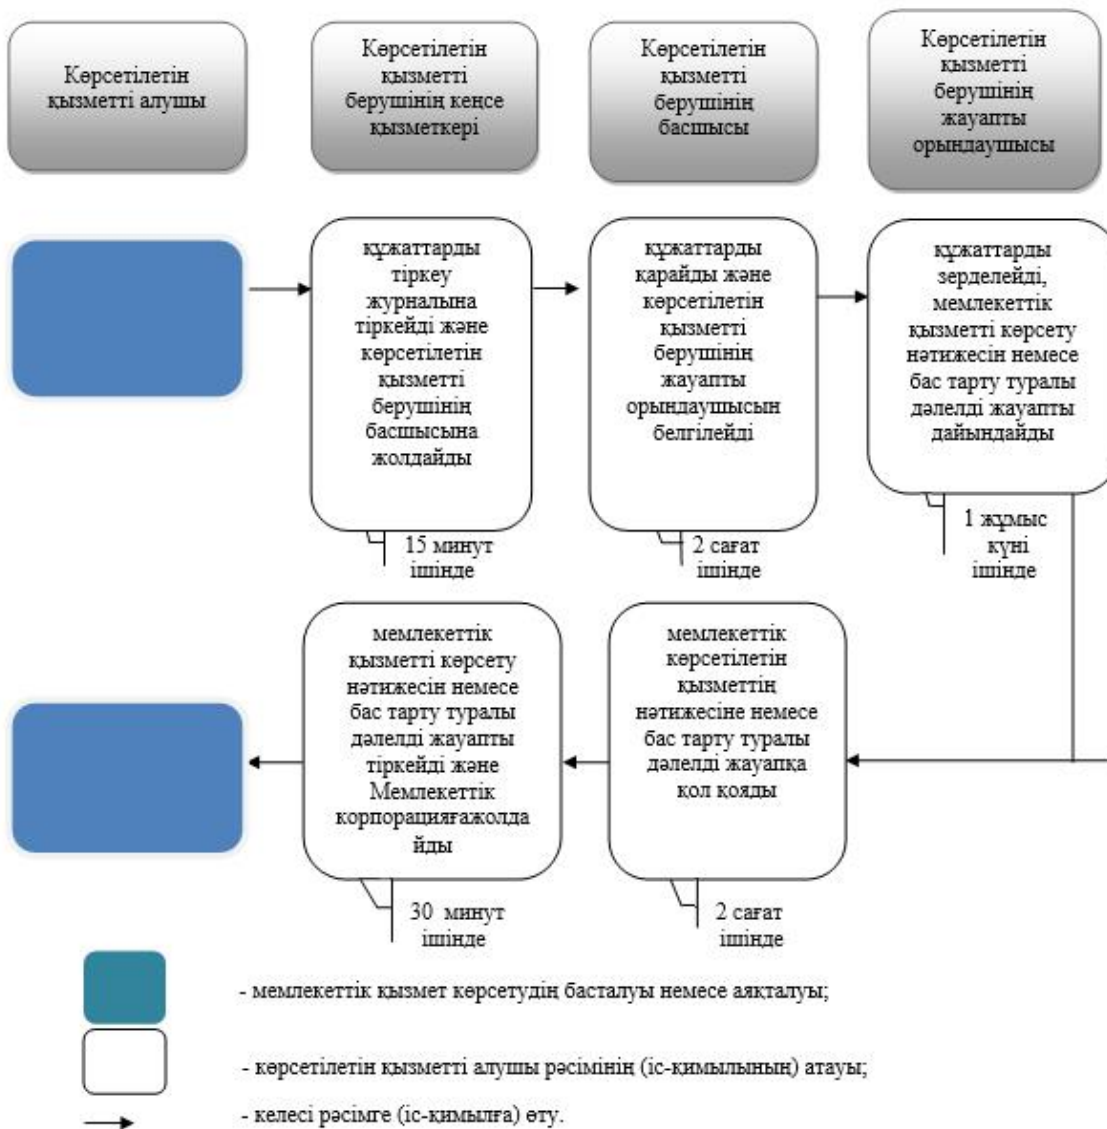 Көрсетілетін
қызметті алушы
Көрсетілетін
қызметті
берушінің кеңсе
қызметкері
Көрсетілетін
қызметті
берушінің
басшысы
Көрсетілетін
қызметті
берушінің
жауапты
орындаушысы
құжаттарды
тіркеу
журналына
тіркейді және
көрсетілетін
қызметті
берушінің
басшысына
жолдайды
құжаттарды
қарайды және
көрсетілетін
қызметті
берушінің
жауапты
орындаушысын
белгілейді
құжаттарды
зерделейді,
мемлекеттік
қызметті көрсету
нәтижесін немесе
бас тарту туралы
дәлелді жауапты
дайындайды
15 минут
ішінде
2 сағат
ішінде
1 жұмыс
күні
ішінде
мемлекеттік
қызметті көрсету
нәтижесін немесе
бас тарту туралы
дәлелді жауапты
тіркейді және
Мемлекеттік
корпорацияғажолда
йды
мемлекеттік
көрсетілетін
қызметтің
нәтижесіне немесе
бас тарту туралы
дәлелді жауапқа
қол қояды
30 минут
ішінде
2 сағат
ішінде
- мемлекеттік қызмет көрсетудің басталуы немесе аяқталуы;
- көрсетілетін қызметті алушы рәсімінің (іс-қимылының) атауы;
- келесі рәсімге (іс-қимылға) өту.